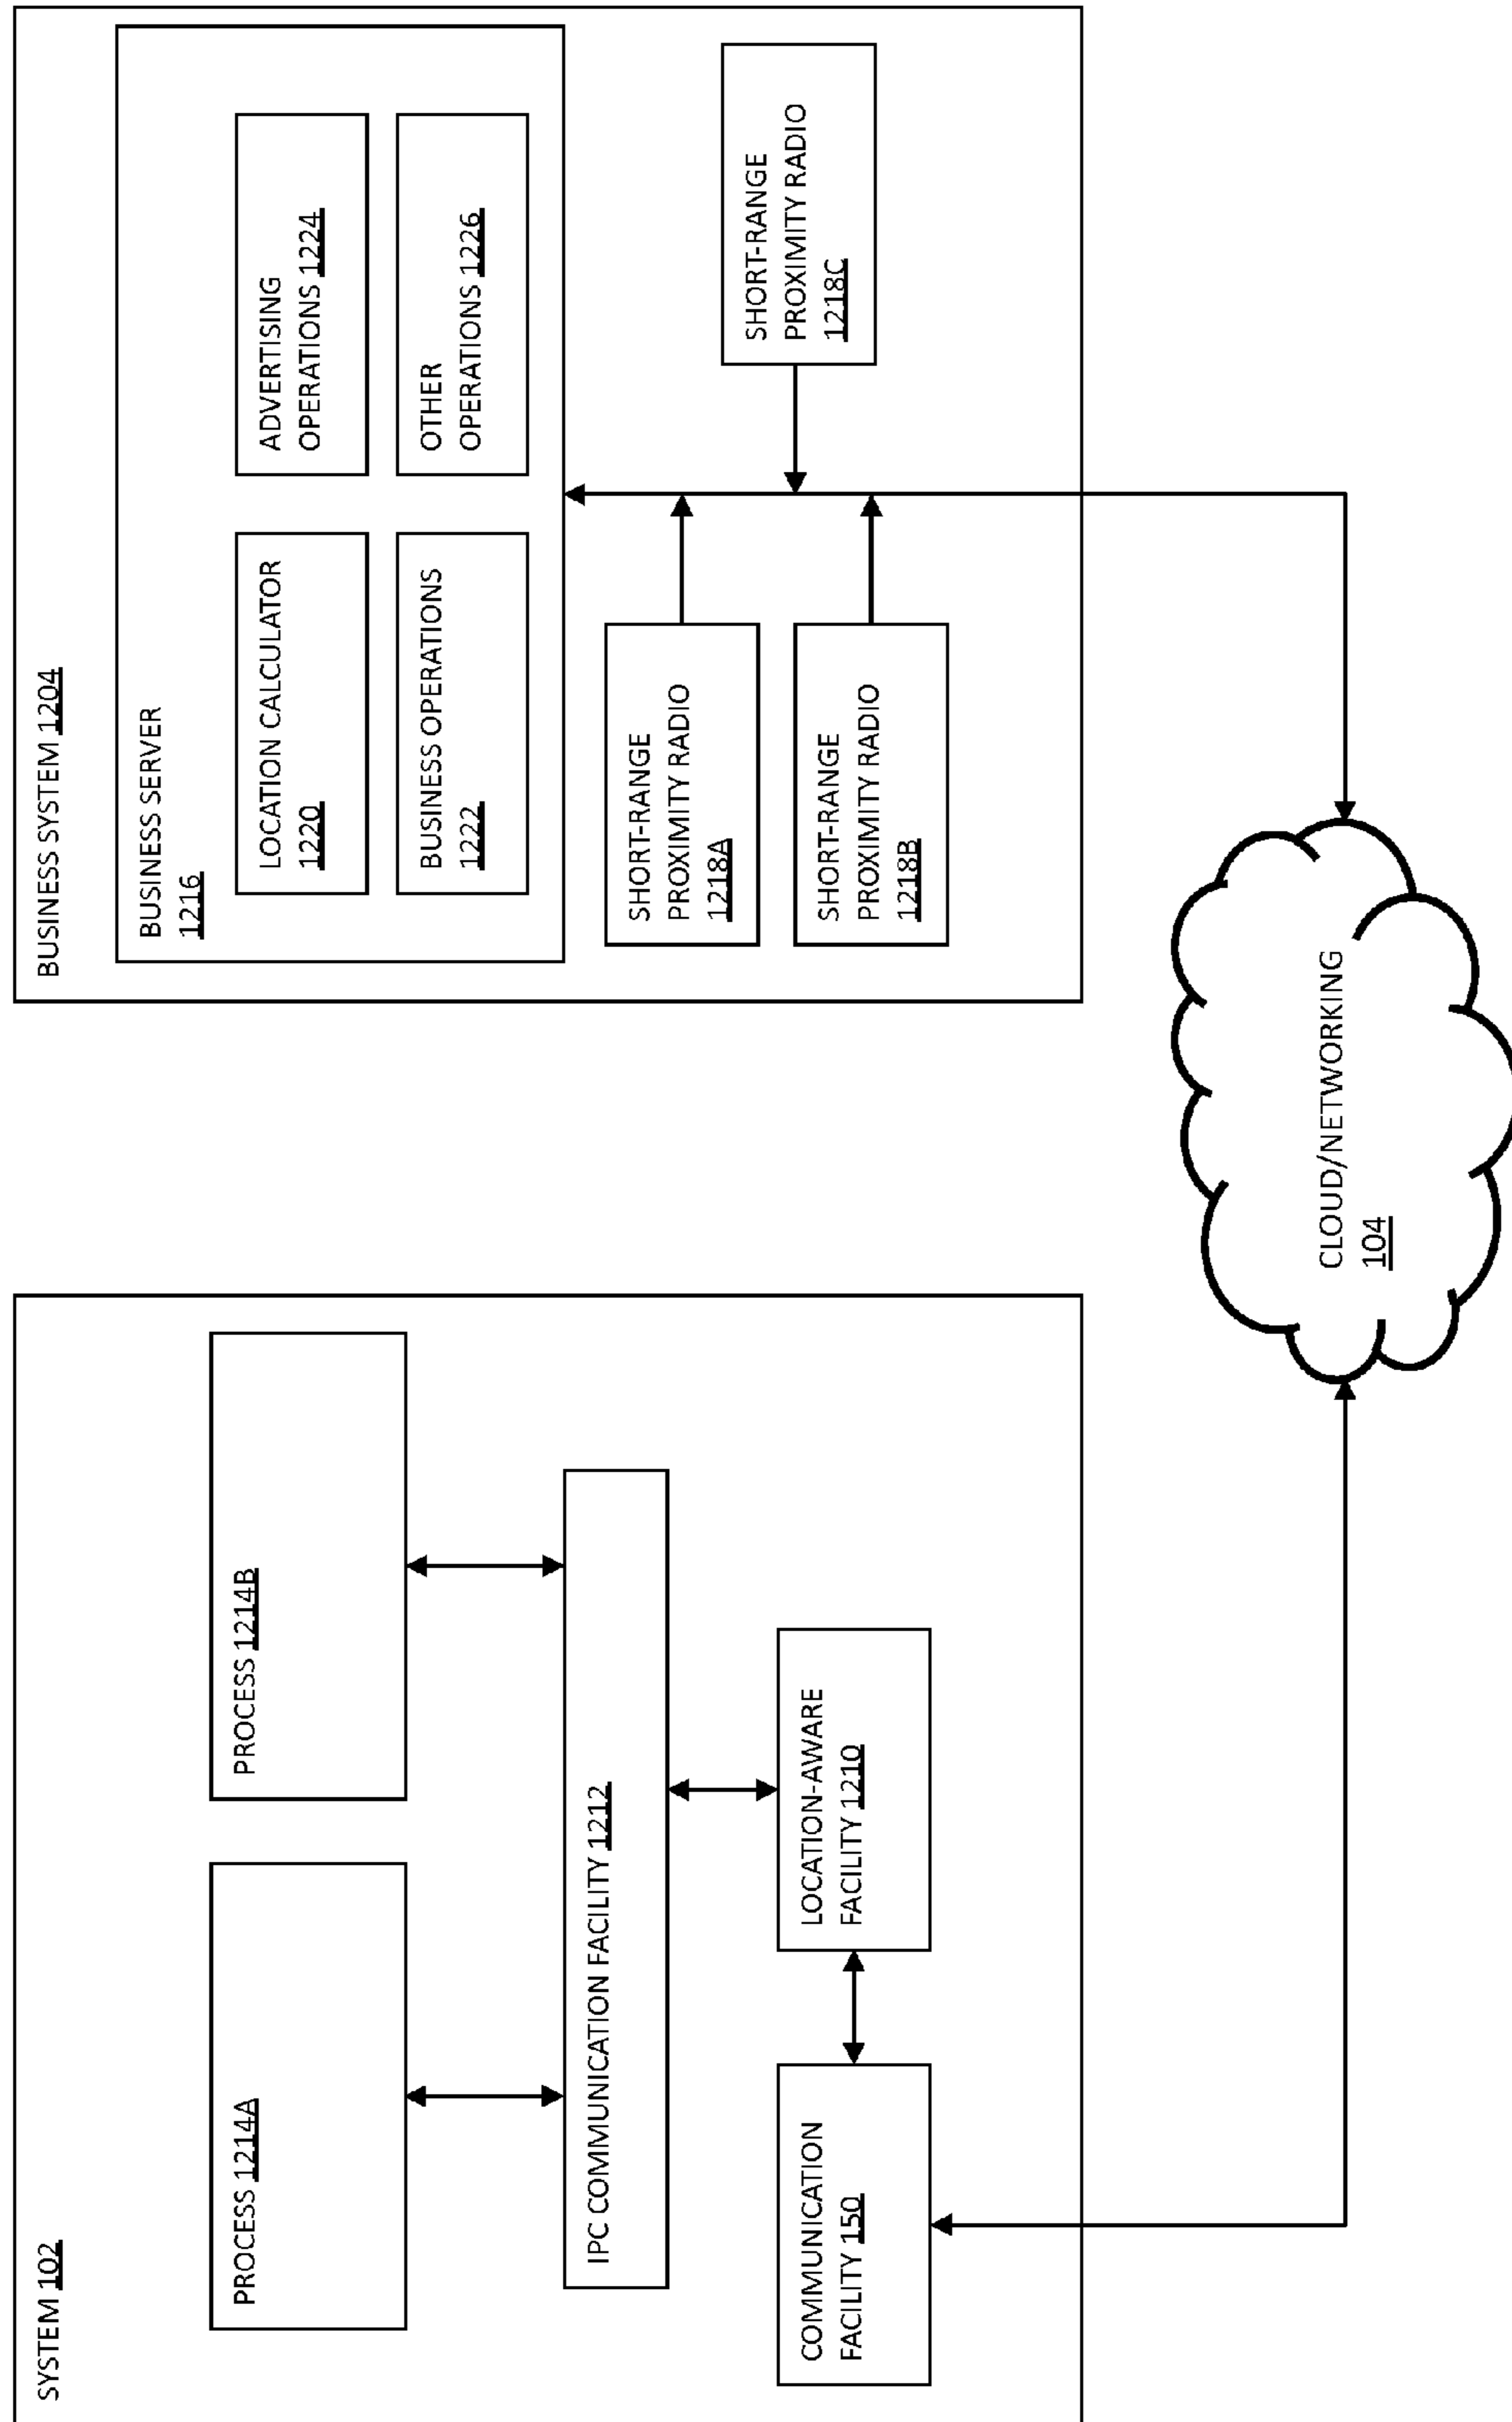 SYSTEM 102
PROCESS 1214A
PROCESS 1214B
IPC COMMUNICATION FACILITY 1212
COMMUNICATION
FACILITY 150
LOCATION-AWARE
FACILITY 1210
BUSINESS SYSTEM 1204
BUSINESS SERVER
1216
LOCATION CALCULATOR
1220
ADVERTISING
OPERATIONS 1224
BUSINESS OPERATIONS
1222
OTHER
OPERATIONS 1226
SHORT-RANGE
PROXIMITY RADIO
1218A
SHORT-RANGE
PROXIMITY RADIO
1218B
SHORT-RANGE
PROXIMITY RADIO
1218C
CLOUD/NETWORKING
104